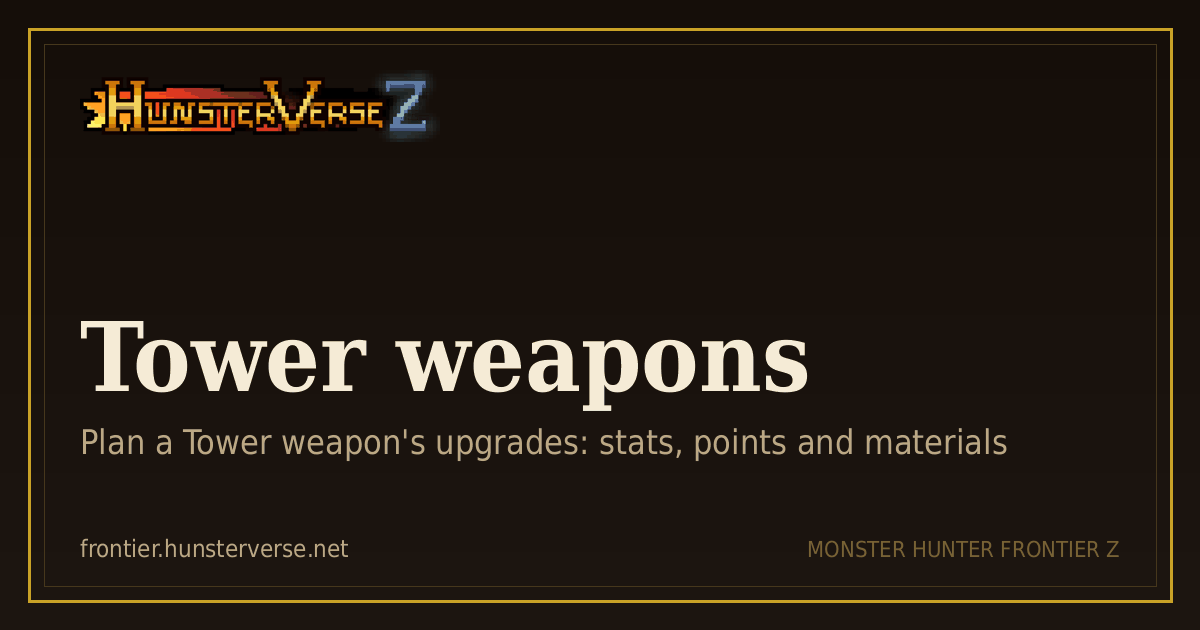 HUNSTERVERSE Z
Tower weapons
Plan a Tower weapon's upgrades: stats, points and materials
frontier.hunsterverse.net
MONSTER HUNTER FRONTIER Z